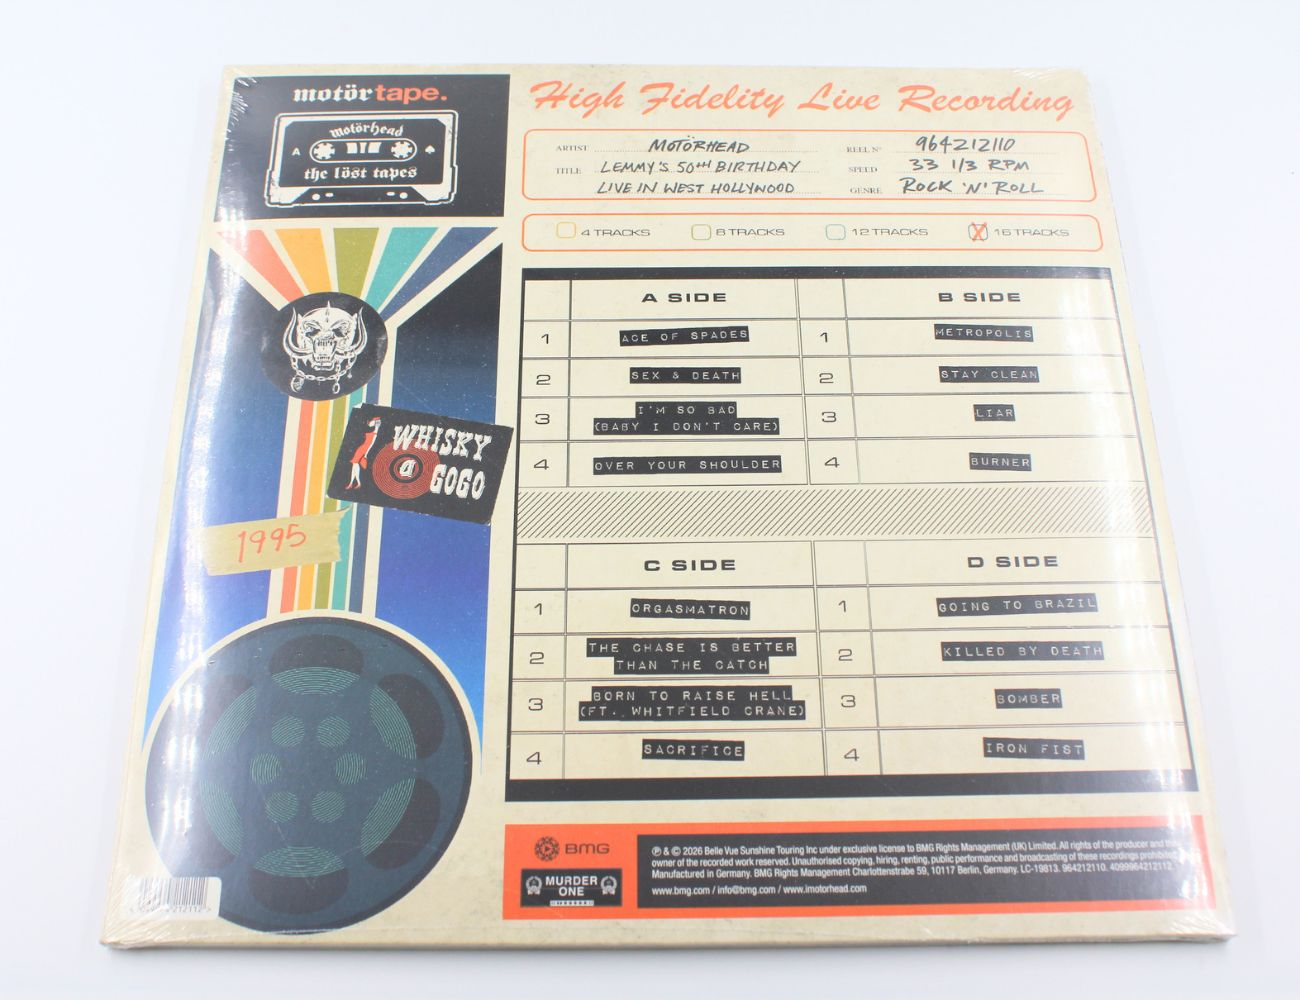 motörtape.
motörhead
A
the löst tapes
High Fidelity Live Recording
ARTIST MOTÖRHEAD
TITLE LEMMY'S 50TH BIRTHDAY
LIVE IN WEST HOLLYWOOD
REEL Nº 964212110
SPEED 33 1/3 RPM
GENRE ROCK 'N' ROLL
4 TRACKS 8 TRACKS 12 TRACKS 16 TRACKS
A SIDE
1 ACE OF SPADES
2 SEX & DEATH
3 I'M SO BAD
(BABY I DON'T CARE)
4 OVER YOUR SHOULDER
B SIDE
1 METROPOLIS
2 STAY CLEAN
3 LIAR
4 BURNER
WHISKY
a
GOGO
1995
C SIDE
1 ORGASMATRON
2 THE CHASE IS BETTER
THAN THE CATCH
3 BORN TO RAISE HELL
(FT. WHITFIELD CRANE)
4 SACRIFICE
D SIDE
1 GOING TO BRAZIL
2 KILLED BY DEATH
3 BOMBER
4 IRON FIST
BMG
MURDER
ONE
℗ & © 2026 Belle Vue Sunshine Touring Inc under exclusive license to BMG Rights Management (UK) Limited. All rights of the producer and the
owner of the recorded work reserved. Unauthorised copying, hiring, renting, public performance and broadcasting of these recordings prohibited.
Manufactured in Germany. BMG Rights Management Charlottenstrabe 59, 10117 Berlin, Germany. LC-19813. 964212110. 4099964212112
www.bmg.com / info@bmg.com / www.imotorhead.com